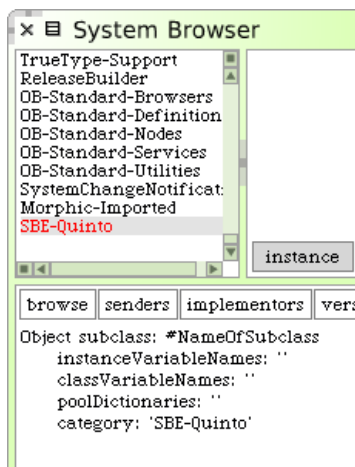 System Browser
TrueType-Support
ReleaseBuilder
OB-Standard-Browsers
OB-Standard-Definition
OB-Standard-Nodes
OB-Standard-Services
OB-Standard-Utilities
SystemChangeNotificat
Morphic-Imported
SBE-Quinto
instance
browse senders implementors vers
Object subclass: #NameOfSubclass
instanceVariableNames: ''
classVariableNames: ''
poolDictionaries: ''
category: 'SBE-Quinto'